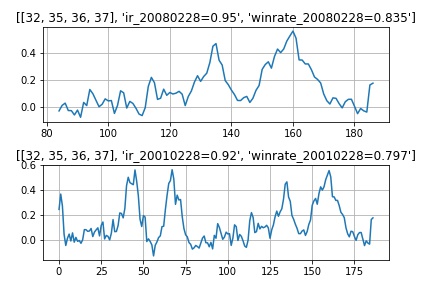 [[32, 35, 36, 37], 'ir_20080228=0.95', 'winrate_20080228=0.835']
0.4
0.2
0.0
80 100 120 140 160 180
[[32, 35, 36, 37], 'ir_20010228=0.92', 'winrate_20010228=0.797']
0.6
0.4
0.2
0.0
0 25 50 75 100 125 150 175